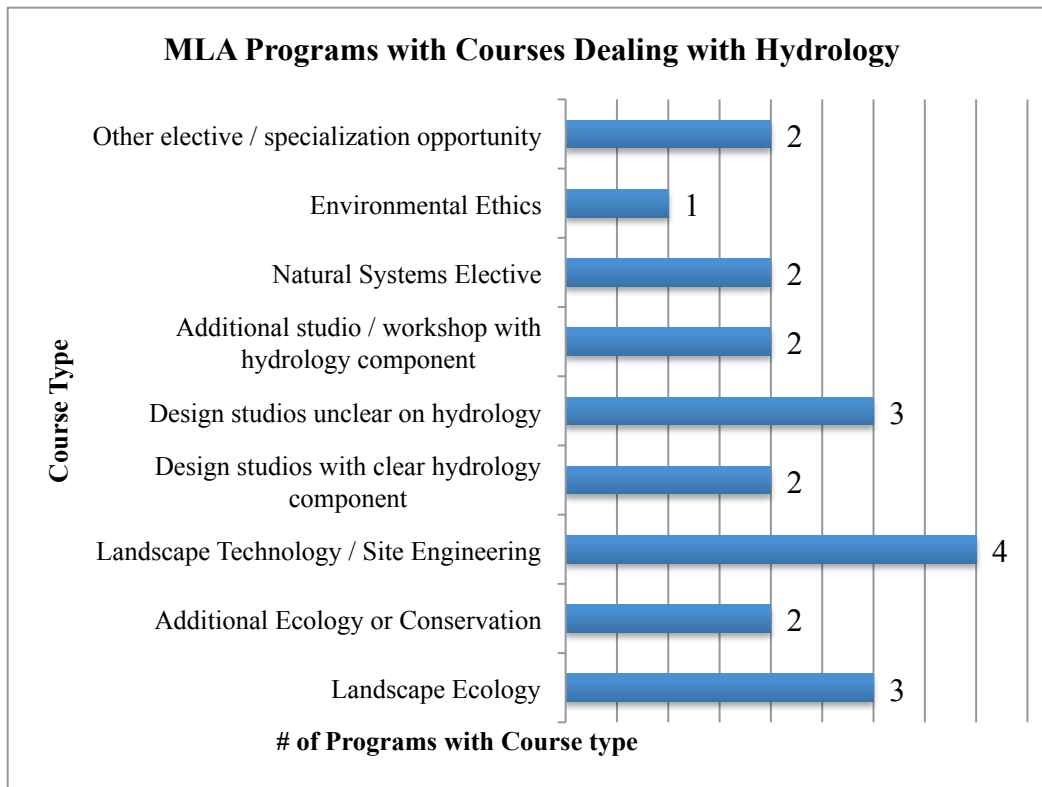 MLA Programs with Courses Dealing with Hydrology
Other elective / specialization opportunity
2
Environmental Ethics
1
Natural Systems Elective
2
Additional studio / workshop with
hydrology component
2
Design studios unclear on hydrology
3
Design studios with clear hydrology
component
2
Landscape Technology / Site Engineering
4
Additional Ecology or Conservation
2
Landscape Ecology
3
Course Type
# of Programs with Course type